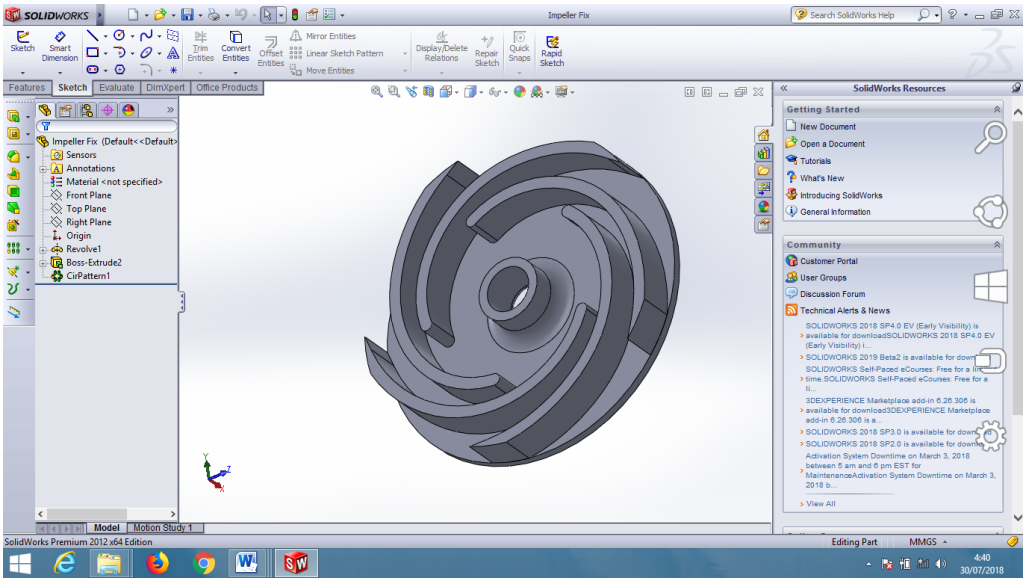 SOLIDWORKS
Impeller Fix
Search SolidWorks Help
Sketch
Smart
Dimension
Trim
Entities
Convert
Entities
Offset
Entities
Mirror Entities
Linear Sketch Pattern
Move Entities
Display/Delete
Relations
Repair
Sketch
Quick
Snaps
Rapid
Sketch
Features Sketch Evaluate DimXpert Office Products
Impeller Fix (Default<<Default>
Sensors
Annotations
Material <not specified>
Front Plane
Top Plane
Right Plane
Origin
Revolve1
Boss-Extrude2
CirPattern1
Y
Z
X
SolidWorks Resources
Getting Started
New Document
Open a Document
Tutorials
What's New
Introducing SolidWorks
General Information
Community
Customer Portal
User Groups
Discussion Forum
Technical Alerts & News
SOLIDWORKS 2018 SP4.0 EV (Early Visibility) is
available for downloadSOLIDWORKS 2018 SP4.0 EV
(Early Visibility) i...
SOLIDWORKS 2019 Beta2 is available for down
SOLIDWORKS Self-Paced eCourses: Free for a li
time.SOLIDWORKS Self-Paced eCourses: Free for a
li...
3DEXPERIENCE Marketplace add-in 6.26.306 is
available for download3DEXPERIENCE Marketplace
add-in 6.26.306 is a...
SOLIDWORKS 2018 SP3.0 is available for down
SOLIDWORKS 2018 SP2.0 is available for down
Activation System Downtime on March 3, 2018
between 5 am and 6 pm EST for
MaintenanceActivation System Downtime on March 3,
2018 b...
View All
Model Motion Study 1
SolidWorks Premium 2012 x64 Edition
Editing Part
MMGS
4:40
30/07/2018